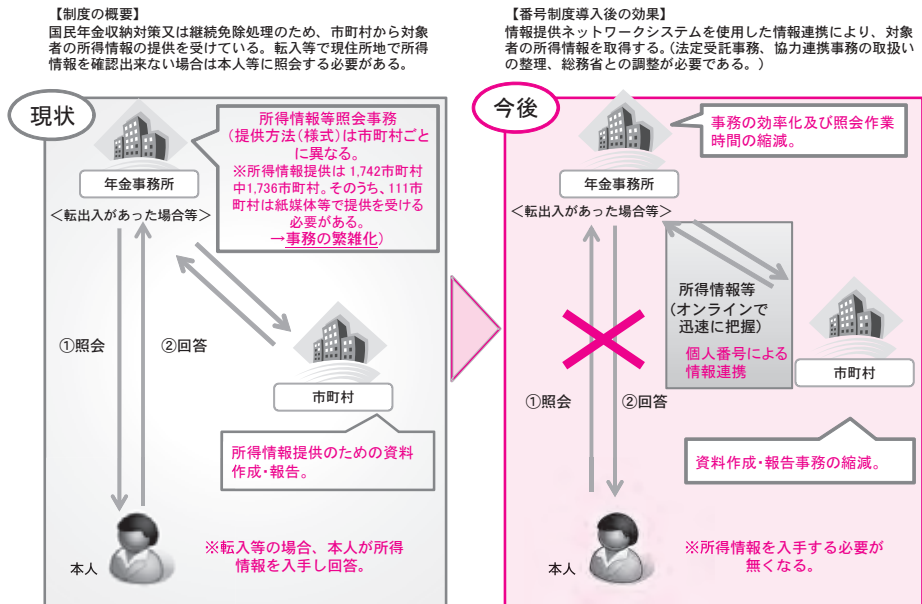 【制度の概要】
国民年金収納対策又は継続免除処理のため、市町村から対象
者の所得情報の提供を受けている。転入等で現住所地で所得
情報を確認出来ない場合は本人等に照会する必要がある。
現状
所得情報等照会事務
(提供方法(様式)は市町村ごと
に異なる。
※所得情報提供は 1,742市町村
中1,736市町村。そのうち、111市
町村は紙媒体等で提供を受ける
必要がある。
→事務の繁雑化)
年金事務所
<転出入があった場合等>
①照会
②回答
市町村
所得情報提供のための資料
作成・報告。
本人
※転入等の場合、本人が所得
情報を入手し回答。
【番号制度導入後の効果】
情報提供ネットワークシステムを使用した情報連携により、対象
者の所得情報を取得する。(法定受託事務、協力連携事務の取扱い
の整理、総務省との調整が必要である。)
今後
事務の効率化及び照会作業
時間の縮減。
年金事務所
<転出入があった場合等>
所得情報等
(オンラインで
迅速に把握)
個人番号による
情報連携
市町村
①照会
②回答
資料作成・報告事務の縮減。
本人
※所得情報を入手する必要が
無くなる。